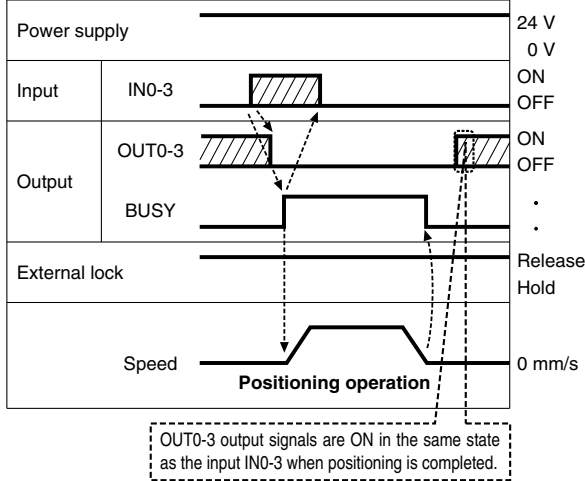 Power supply
24 V
0 V
Input
IN0-3
ON
OFF
Output
OUT0-3
ON
OFF
BUSY
External lock
Release
Hold
Speed
0 mm/s
Positioning operation
OUT0-3 output signals are ON in the same state
as the input IN0-3 when positioning is completed.